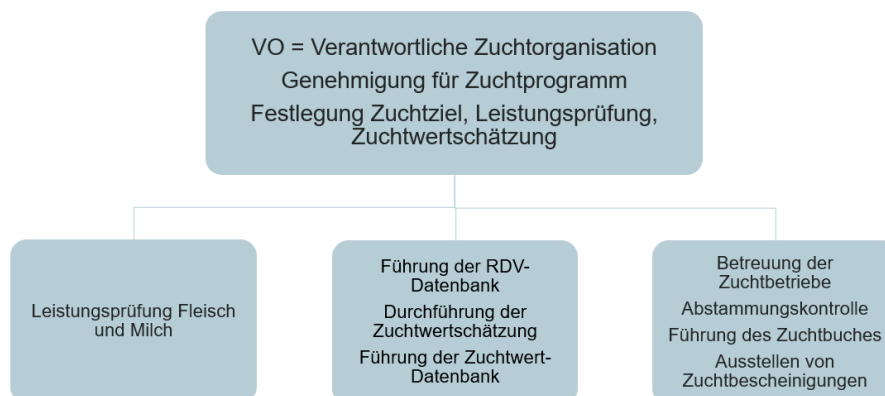 VO = Verantwortliche Zuchtorganisation
Genehmigung für Zuchtprogramm
Festlegung Zuchtziel, Leistungsprüfung,
Zuchtwertschätzung
Leistungsprüfung Fleisch
und Milch
Führung der RDV-
Datenbank
Durchführung der
Zuchtwertschätzung
Führung der Zuchtwert-
Datenbank
Betreuung der
Zuchtbetriebe
Abstammungskontrolle
Führung des Zuchtbuches
Ausstellen von
Zuchtbescheinigungen